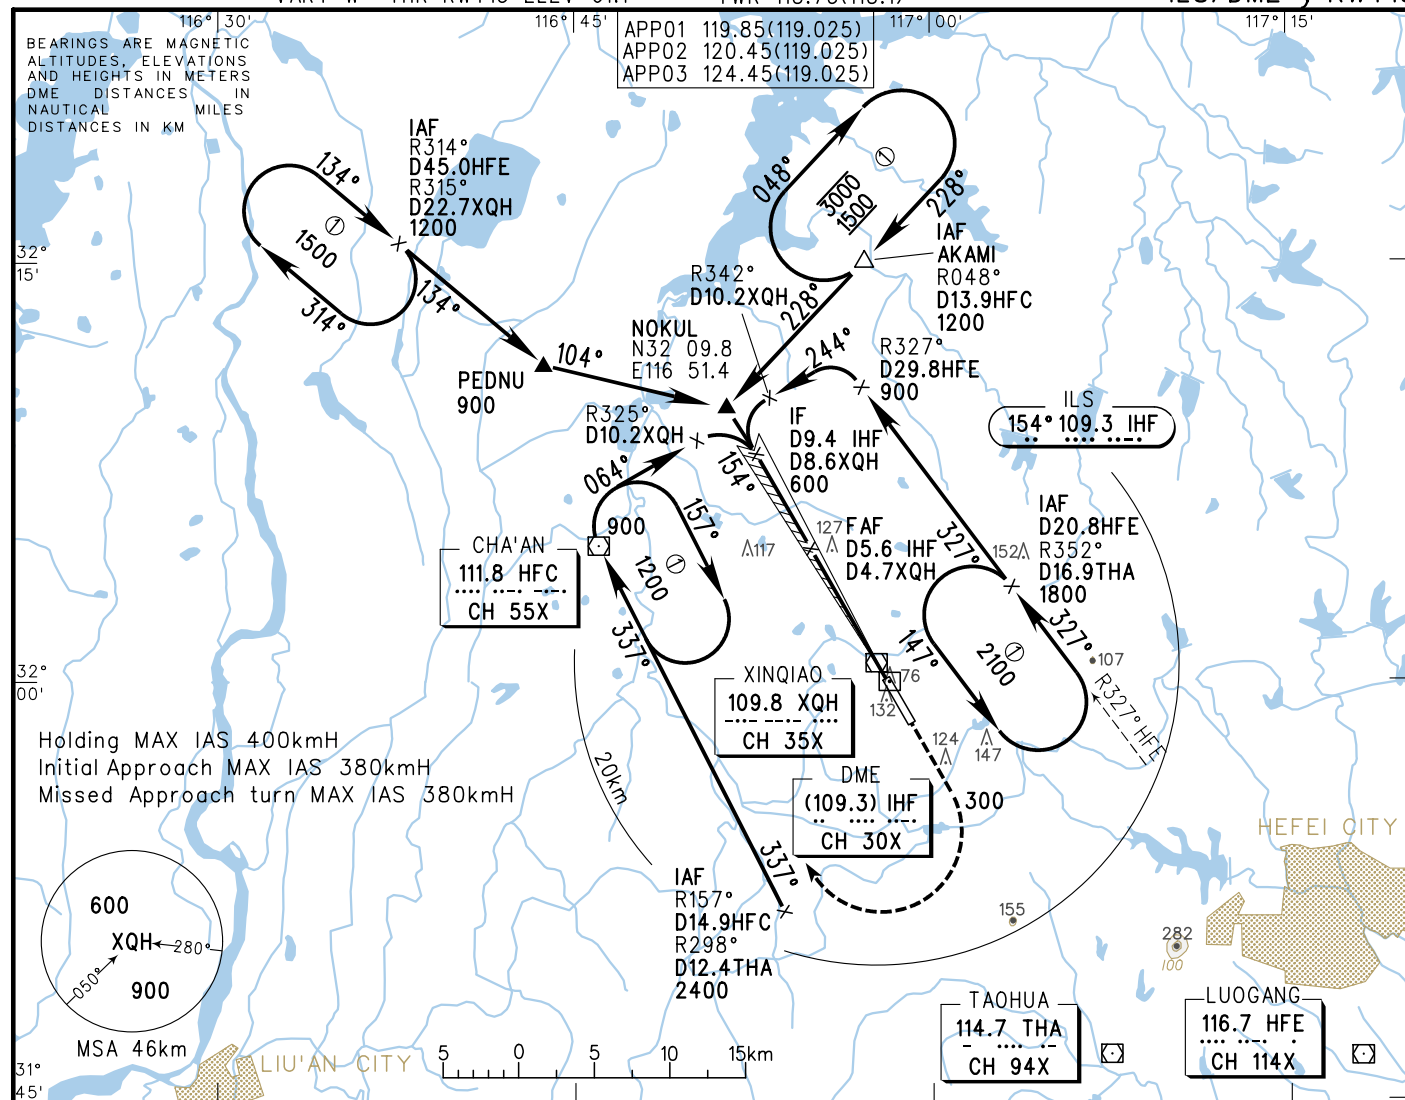 116°30'
116°45'
117°00'
117°15'
BEARINGS ARE MAGNETIC
ALTITUDES, ELEVATIONS
AND HEIGHTS IN METERS
DME DISTANCES IN
NAUTICAL MILES
DISTANCES IN KM
APP01 119.85(119.025)
APP02 120.45(119.025)
APP03 124.45(119.025)
IAF
R314°
D45.0HFE
R315°
D22.7XQH
1200
134°
1500
1
314°
134°
048°
3000
1500
1
228°
IAF
AKAMI
R048°
D13.9HFC
1200
32°
15'
R342°
D10.2XQH
228°
NOKUL
N32 09.8
E116 51.4
244°
R327°
D29.8HFE
900
104°
PEDNU
900
R325°
D10.2XQH
IF
D9.4 IHF
D8.6XQH
600
ILS
154° 109.3 IHF
154°
064°
900
157°
1200
1
CHA'AN
111.8 HFC
CH 55X
117
127
FAF
D5.6 IHF
D4.7XQH
327°
152
IAF
D20.8HFE
R352°
D16.9THA
1800
327°
147°
2100
1
107
R327° HFE
337°
32°
00'
XINQIAO
109.8 XQH
CH 35X
76
132
124
147
Holding MAX IAS 400kmH
Initial Approach MAX IAS 380kmH
Missed Approach turn MAX IAS 380kmH
20km
DME
(109.3) IHF
CH 30X
300
HEFEI CITY
337°
IAF
R157°
D14.9HFC
R298°
D12.4THA
2400
155
282
100
600
XQH
280°
050°
900
MSA 46km
LIU'AN CITY
5 0 5 10 15km
TAOHUA
114.7 THA
CH 94X
LUOGANG
116.7 HFE
CH 114X
31°
45'